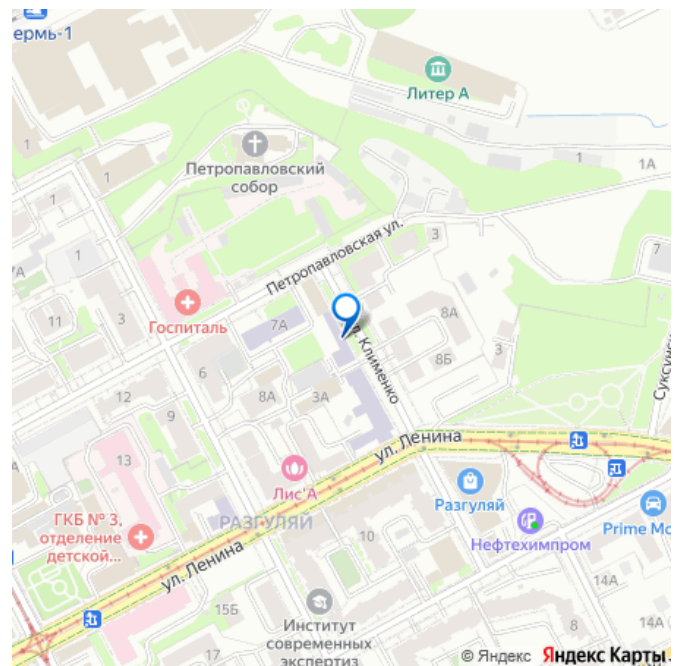 ермь-1
Литер А
1
Петропавловский
собор
1
1
1А
Петропавловская ул.
3
7
1
Госпиталь
11
3
7А
8А
8Б
3
л. Клименко
6
12
9
8А
3А
ул. Ленина
13
Лис'А
Разгуляй
ГКБ № 3,
отделение
детской...
РАЗГУЛЯЙ
10
Нефтехимпром
Prime Mo
ул. Ленина
15Б
14А
Институт
современных
экспертиз
17
8
14А
© Яндекс Яндекс Карты